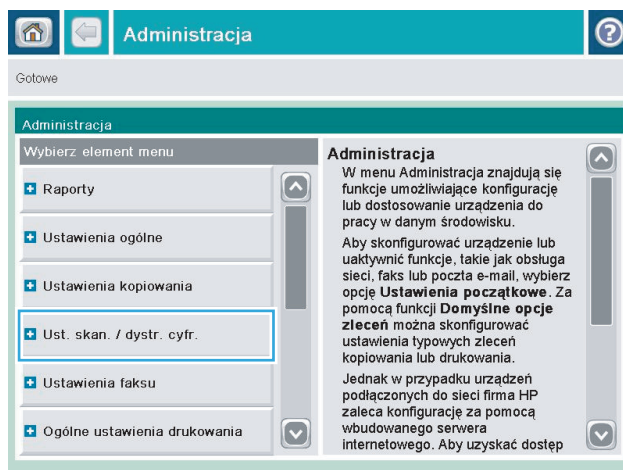 Administracja
?
Gotowe
Administracja
Wybierz element menu
Raporty
Ustawienia ogólne
Ustawienia kopiowania
Ust. skan. / dystr. cyfr.
Ustawienia faksu
Ogólne ustawienia drukowania
Administracja
W menu Administracja znajdują się
funkcje umożliwiające konfigurację
lub dostosowanie urządzenia do
pracy w danym środowisku.
Aby skonfigurować urządzenie lub
uaktywnić funkcje, takie jak obsługa
sieci, faks lub poczta e-mail, wybierz
opcję Ustawienia początkowe. Za
pomocą funkcji Domyślne opcje
zleceń można skonfigurować
ustawienia typowych zleceń
kopiowania lub drukowania.
Jednak w przypadku urządzeń
podłączonych do sieci firma HP
zaleca konfigurację za pomocą
wbudowanego serwera
internetowego. Aby uzyskać dostęp